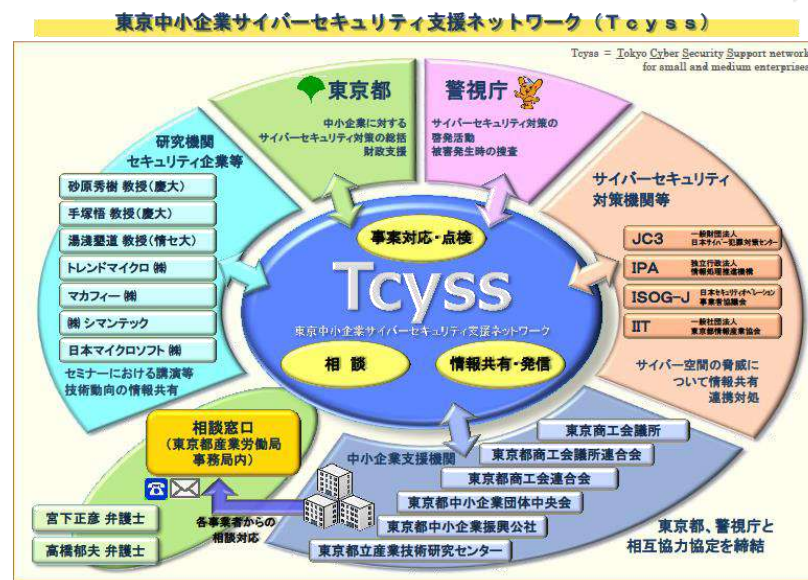 東京中小企業サイバーセキュリティ支援ネットワーク（Tcyss）
Tcyss = Tokyo Cyber Security Support network
for small and medium enterprises
東京都
中小企業に対する
サイバーセキュリティ対策の総括
財政支援
警視庁
サイバーセキュリティ対策の
啓発活動
被害発生時の捜査
研究機関
セキュリティ企業等
砂原秀樹 教授（慶大）
手塚悟 教授（慶大）
湯淺墾道 教授（情セ大）
トレンドマイクロ ㈱
マカフィー ㈱
㈱ シマンテック
日本マイクロソフト ㈱
セミナーにおける講演等
技術動向の情報共有
サイバーセキュリティ
対策機関等
JC3 一般財団法人
日本サイバー犯罪対策センター
IPA 独立行政法人
情報処理推進機構
ISOG-J 日本セキュリティオペレーション
事業者協議会
IIT 一般社団法人
東京都情報産業協会
サイバー空間の脅威に
ついて情報共有
連携対処
事案対応・点検
Tcyss
東京中小企業サイバーセキュリティ支援ネットワーク
相談
情報共有・発信
相談窓口
（東京都産業労働局
事務局内）
宮下正彦 弁護士
高橋郁夫 弁護士
各事業者からの
相談対応
中小企業支援機関
東京商工会議所
東京都商工会議所連合会
東京都商工会連合会
東京都中小企業団体中央会
東京都中小企業振興公社
東京都立産業技術研究センター
東京都、警視庁と
相互協力協定を締結